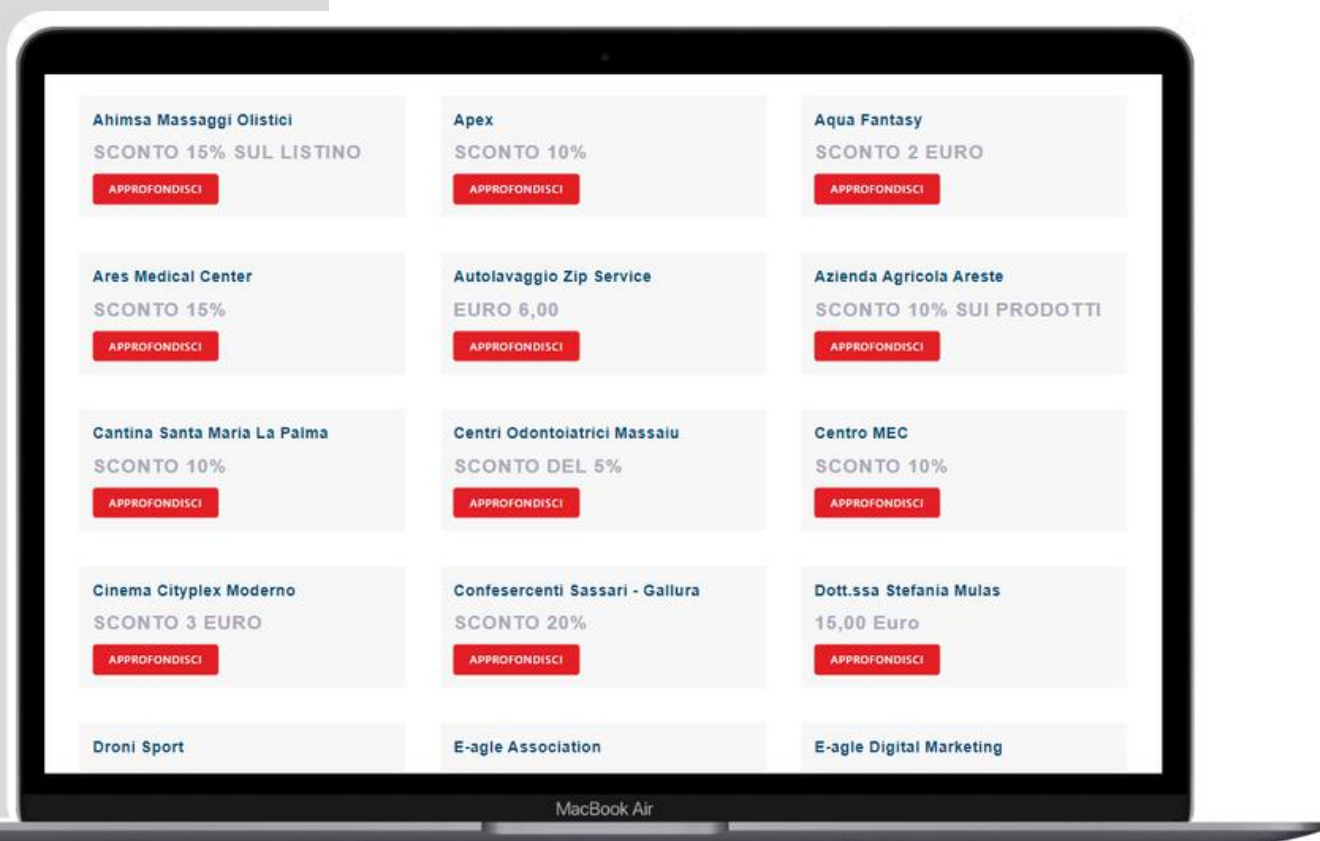 Ahimsa Massaggi Olistici
SCONTO 15% SUL LISTINO
APPROFONDISCI
Apex
SCONTO 10%
APPROFONDISCI
Aqua Fantasy
SCONTO 2 EURO
APPROFONDISCI
Ares Medical Center
SCONTO 15%
APPROFONDISCI
Autolavaggio Zip Service
EURO 6,00
APPROFONDISCI
Azienda Agricola Areste
SCONTO 10% SUI PRODOTTI
APPROFONDISCI
Cantina Santa Maria La Palma
SCONTO 10%
APPROFONDISCI
Centri Odontoiatrici Massaiu
SCONTO DEL 5%
APPROFONDISCI
Centro MEC
SCONTO 10%
APPROFONDISCI
Cinema Cityplex Moderno
SCONTO 3 EURO
APPROFONDISCI
Confesercenti Sassari - Gallura
SCONTO 20%
APPROFONDISCI
Dott.ssa Stefania Mulas
15,00 Euro
APPROFONDISCI
Droni Sport
E-agle Association
E-agle Digital Marketing
MacBook Air